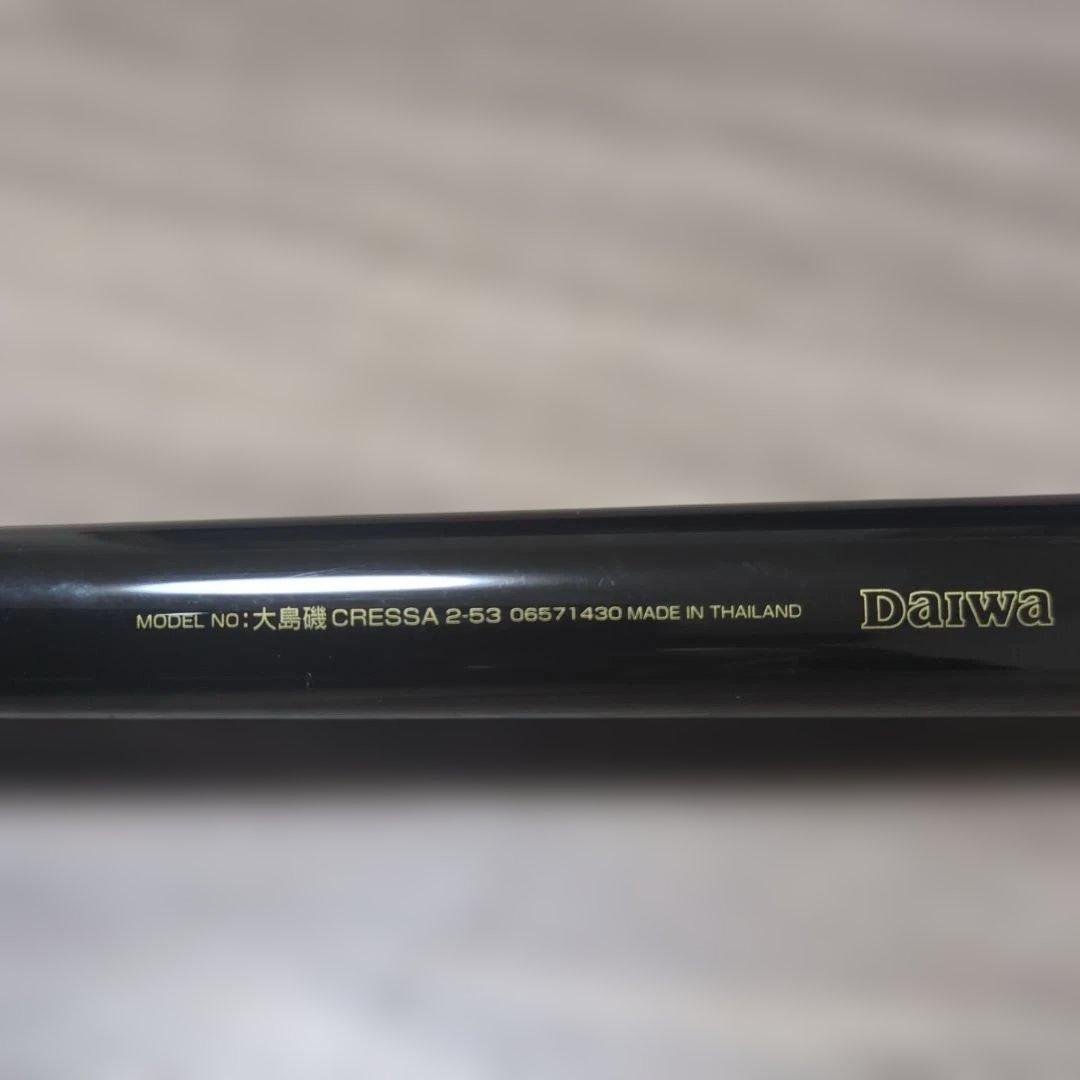 MODEL NO:大島磯 CRESSA 2-53 06571430 MADE IN THAILAND Daiwa